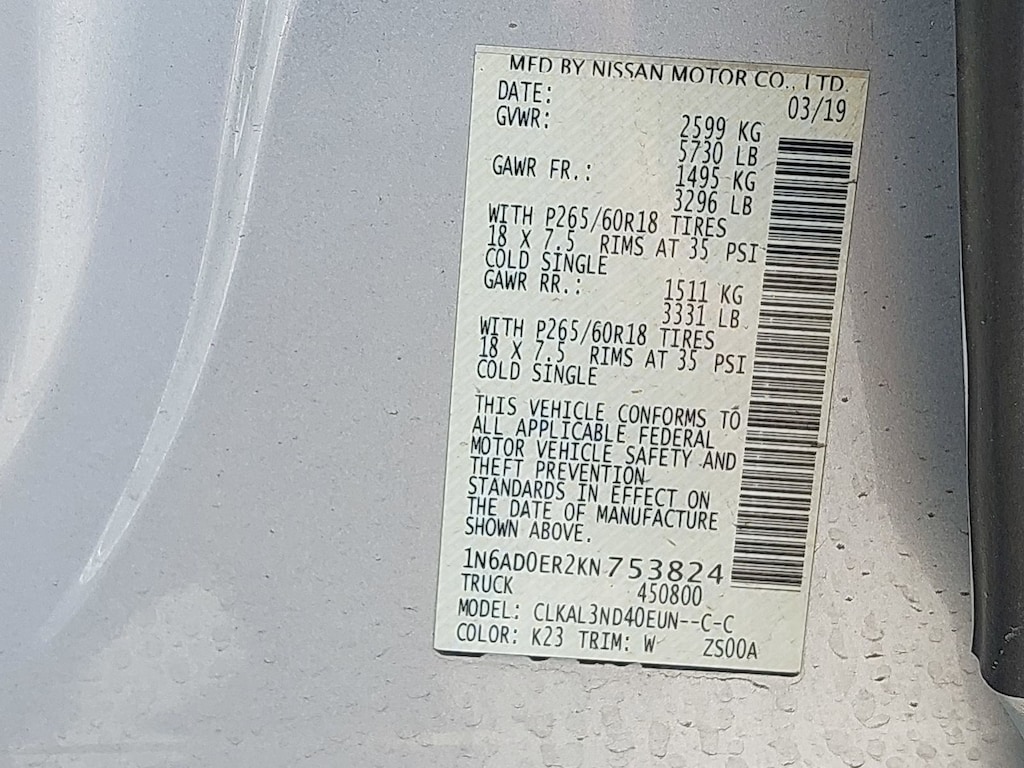 MFD BY NISSAN MOTOR CO., LTD.
DATE: 03/19
GVWR: 2599 KG
5730 LB
GAWR FR.: 1495 KG
3296 LB
WITH P265/60R18 TIRES
18 X 7.5 RIMS AT 35 PSI
COLD SINGLE
GAWR RR.: 1511 KG
3331 LB
WITH P265/60R18 TIRES
18 X 7.5 RIMS AT 35 PSI
COLD SINGLE
THIS VEHICLE CONFORMS TO
ALL APPLICABLE FEDERAL
MOTOR VEHICLE SAFETY AND
THEFT PREVENTION
STANDARDS IN EFFECT ON
THE DATE OF MANUFACTURE
SHOWN ABOVE.
1N6AD0ER2KN753824
TRUCK 450800
MODEL: CLKAL3ND40EUN--C-C
COLOR: K23 TRIM: W ZS00A